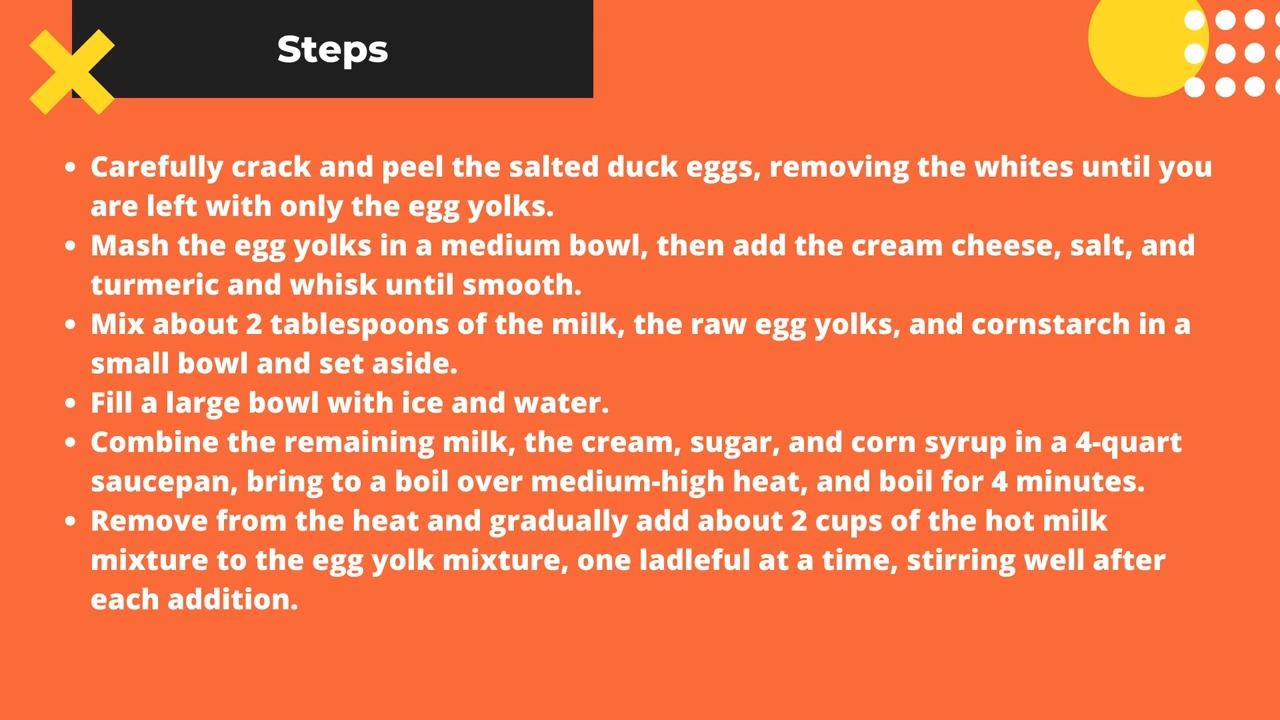 Steps
• Carefully crack and peel the salted duck eggs, removing the whites until you
are left with only the egg yolks.
• Mash the egg yolks in a medium bowl, then add the cream cheese, salt, and
turmeric and whisk until smooth.
• Mix about 2 tablespoons of the milk, the raw egg yolks, and cornstarch in a
small bowl and set aside.
• Fill a large bowl with ice and water.
• Combine the remaining milk, the cream, sugar, and corn syrup in a 4-quart
saucepan, bring to a boil over medium-high heat, and boil for 4 minutes.
• Remove from the heat and gradually add about 2 cups of the hot milk
mixture to the egg yolk mixture, one ladleful at a time, stirring well after
each addition.